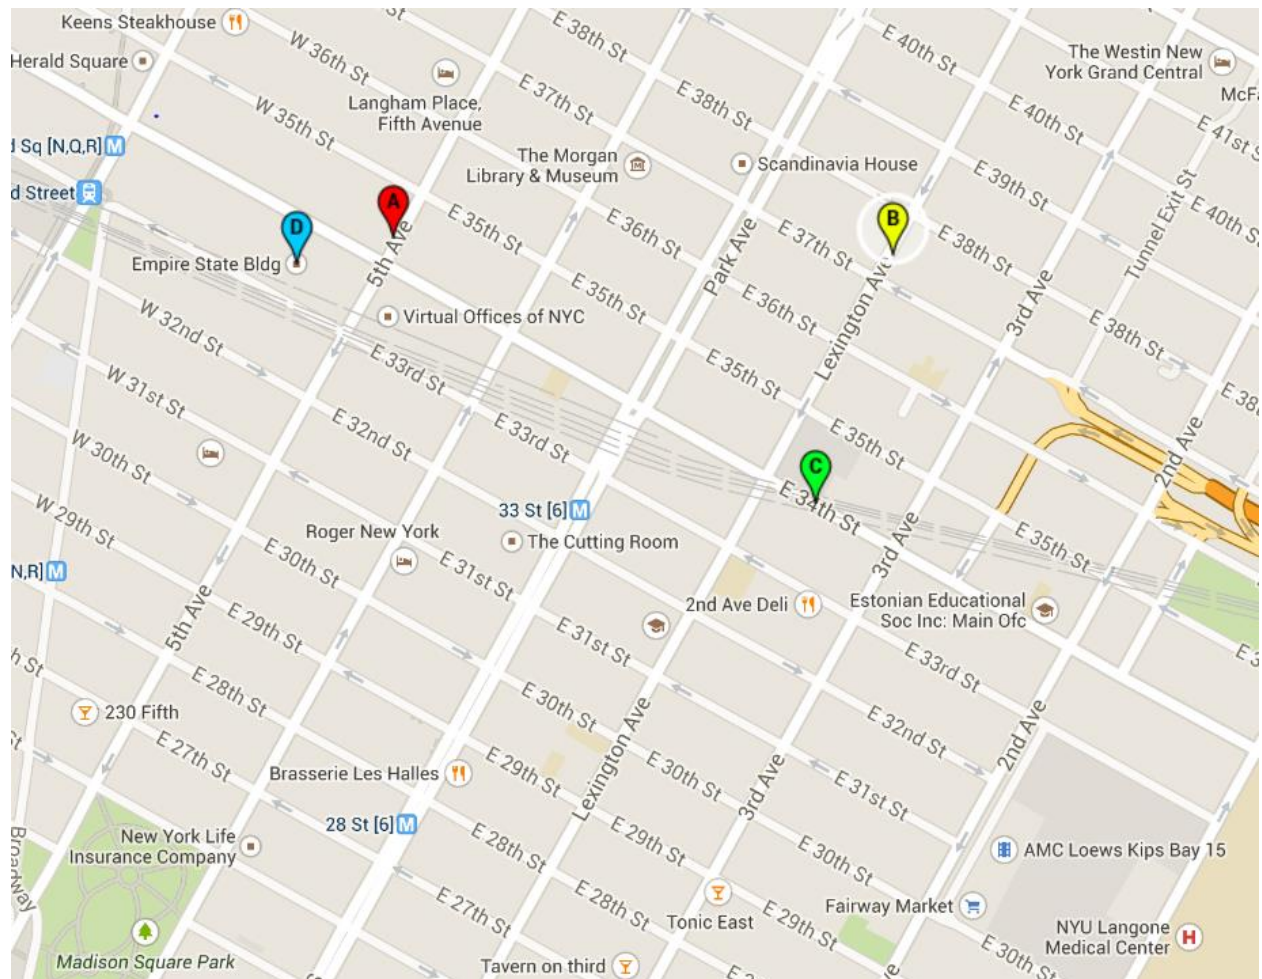 Keens Steakhouse
Herald Square
W 36th St
E 38th St
E 40th St
The Westin New
York Grand Central
McFa
W 35th St
Langham Place,
Fifth Avenue
E 37th St
E 38th St
E 40th St
E 41st S
d Sq [N,Q,R] M
The Morgan
Library & Museum
Scandinavia House
E 39th St
d Street
A
D
B
E 35th St
E 36th St
E 37th St
E 38th St
Tunnel Exit St
E 40th St
Empire State Bldg
5th Ave
E 35th St
Park Ave
E 36th St
Lexington Ave
3rd Ave
Virtual Offices of NYC
W 32nd St
E 33rd St
E 35th St
E 38th St
E 38t
W 31st St
E 32nd St
E 33rd St
E 35th St
2nd Ave
W 30th St
C
E 34th St
W 29th St
33 St [6] M
Roger New York
The Cutting Room
3rd Ave
E 35th St
N,R] M
E 30th St
E 31st St
2nd Ave Deli
Estonian Educational
Soc Inc: Main Ofc
5th Ave
E 29th St
E 31st St
E 33rd St
E 3
h St
E 28th St
E 30th St
E 32nd St
2nd Ave
230 Fifth
St
E 27th St
Lexington Ave
Brasserie Les Halles
E 29th St
E 30th St
3rd Ave
E 31st St
28 St [6] M
New York Life
Insurance Company
E 28th St
E 29th St
E 30th St
AMC Loews Kips Bay 15
Broadway
E 27th St
E 28th St
Tonic East
E 29th St
Fairway Market
E 30th St
NYU Langone
Medical Center
H
Madison Square Park
Tavern on third
E 2